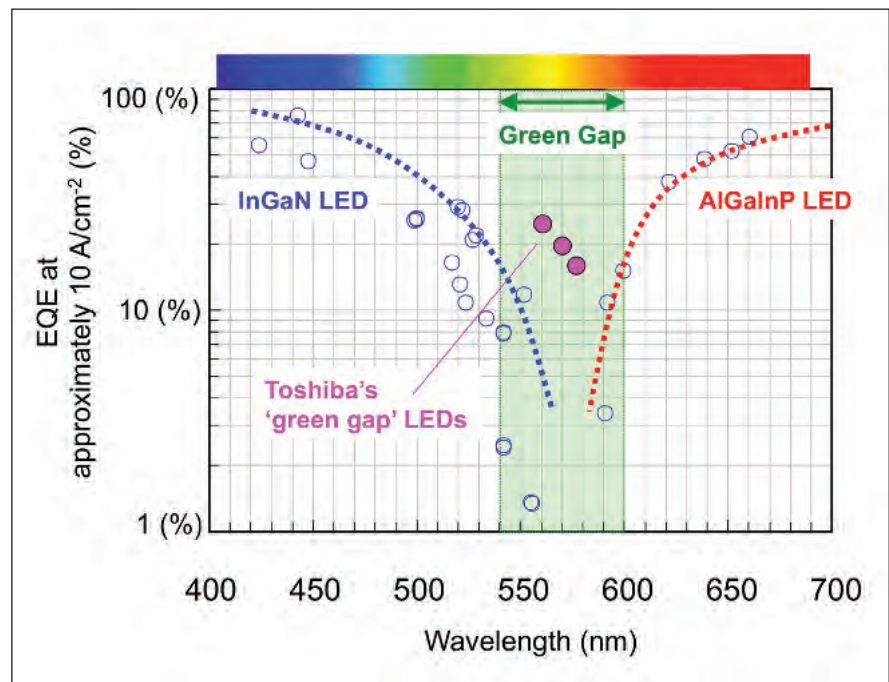 100 (%)
Green Gap
InGaN LED
AlGaInP LED
EQE at
approximately 10 A/cm-2 (%)
10 (%)
Toshiba's
'green gap' LEDs
1 (%)
400 450 500 550 600 650 700
Wavelength (nm)